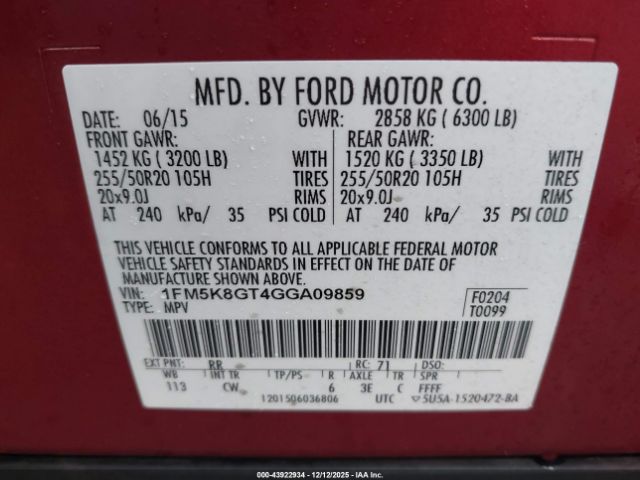 MFD. BY FORD MOTOR CO.
DATE: 06/15 GVWR: 2858 KG ( 6300 LB)
FRONT GAWR: REAR GAWR:
1452 KG ( 3200 LB) WITH 1520 KG ( 3350 LB) WITH
255/50R20 105H TIRES 255/50R20 105H TIRES
20x9.0J RIMS 20x9.0J RIMS
AT 240 kPa/ 35 PSI COLD AT 240 kPa/ 35 PSI COLD
THIS VEHICLE CONFORMS TO ALL APPLICABLE FEDERAL MOTOR
VEHICLE SAFETY STANDARDS IN EFFECT ON THE DATE OF
MANUFACTURE SHOWN ABOVE.
VIN: 1FM5K8GT4GGA09859 F0204
TYPE: MPV T0099
EXT PNT: RR RC: 71 DSO:
WB INT TR TP/PS R AXLE TR SPR
113 CW 6 3E C FFFF
1201506036806 UTC ▽5U5A-1520472-BA
000-43922934 - 12/12/2025 - IAAI.com